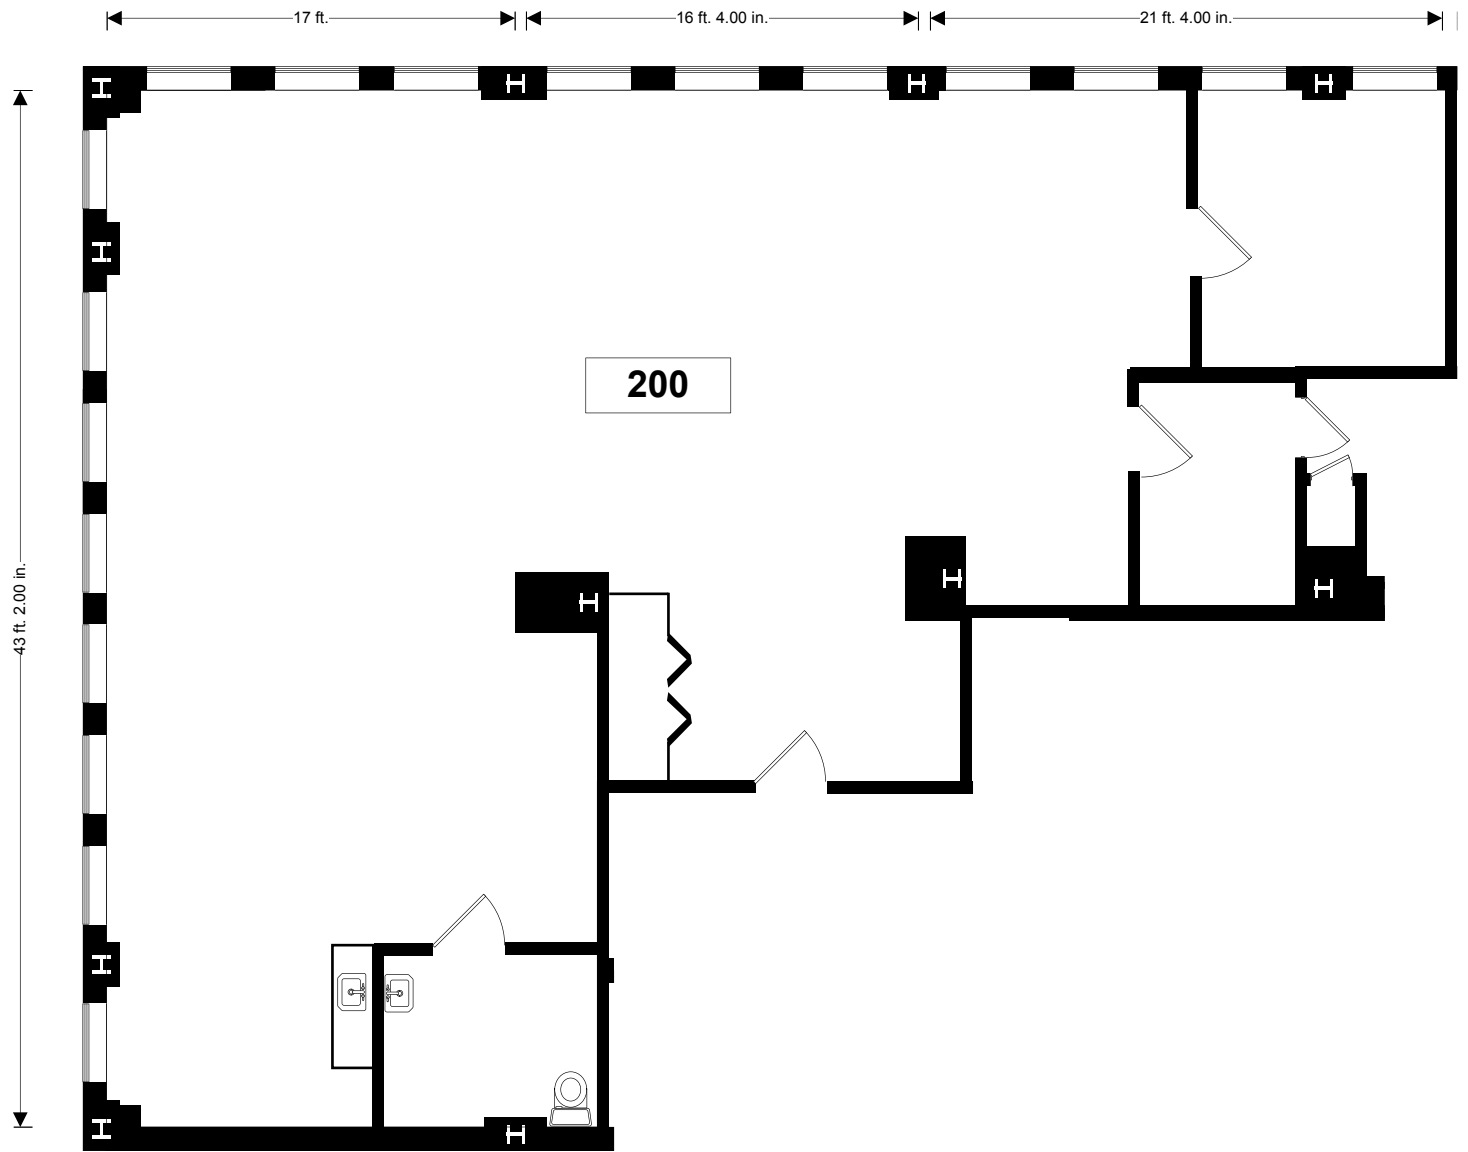 17 ft.
16 ft. 4.00 in.
21 ft. 4.00 in.
200
43 ft. 2.00 in.